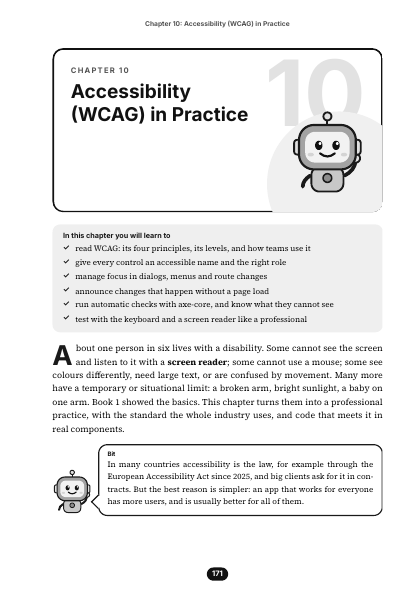 Chapter 10: Accessibility (WCAG) in Practice
10
CHAPTER 10
Accessibility
(WCAG) in Practice
In this chapter you will learn to
✓ read WCAG: its four principles, its levels, and how teams use it
✓ give every control an accessible name and the right role
✓ manage focus in dialogs, menus and route changes
✓ announce changes that happen without a page load
✓ run automatic checks with axe-core, and know what they cannot see
✓ test with the keyboard and a screen reader like a professional
About one person in six lives with a disability. Some cannot see the screen
and listen to it with a screen reader; some cannot use a mouse; some see
colours differently, need large text, or are confused by movement. Many more
have a temporary or situational limit: a broken arm, bright sunlight, a baby on
one arm. Book 1 showed the basics. This chapter turns them into a professional
practice, with the standard the whole industry uses, and code that meets it in
real components.
Bit
In many countries accessibility is the law, for example through the
European Accessibility Act since 2025, and big clients ask for it in con-
tracts. But the best reason is simpler: an app that works for everyone
has more users, and is usually better for all of them.
171